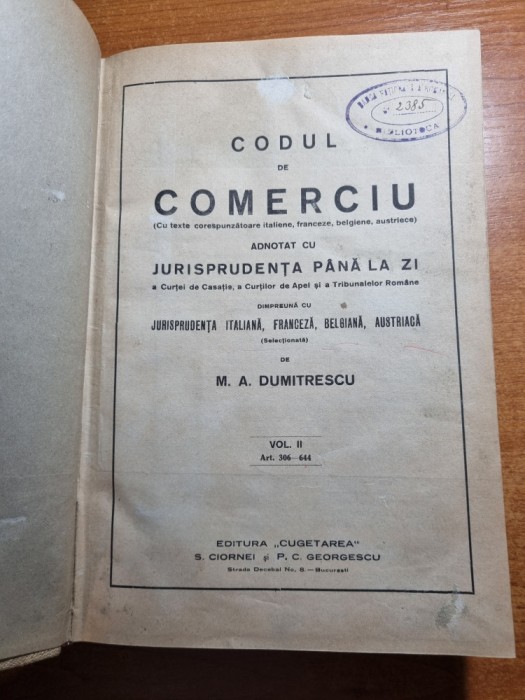 2385
BIBLIOTECA
CODUL
DE
COMERCIU
(Cu texte corespunzătoare italiene, franceze, belgiene, austriece)
ADNOTAT CU
JURISPRUDENȚA PÂNĂ LA ZI
a Curței de Casație, a Curților de Apel și a Tribunalelor Române
DIMPREUNĂ CU
JURISPRUDENȚA ITALIANĂ, FRANCEZĂ, BELGIANĂ, AUSTRIACĂ
(Selecționată)
DE
M. A. DUMITRESCU
VOL. II
Art. 306-644
EDITURA „CUGETAREA"
S. CIORNEI și P. C. GEORGESCU
Strada Decebal No. 8. — București